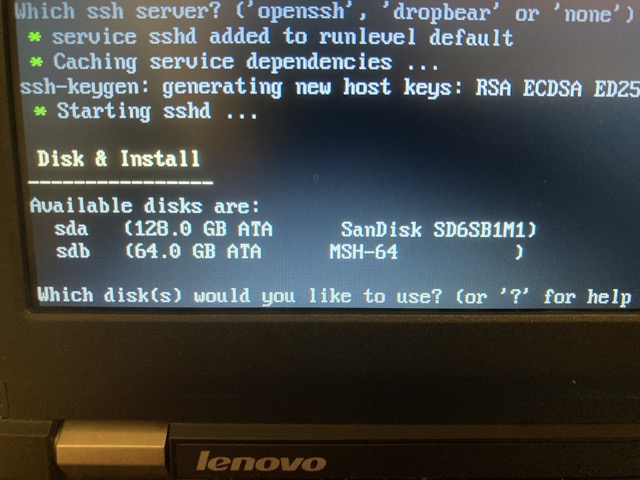 Which ssh server? ('openssh', 'dropbear' or 'none')
* service sshd added to runlevel default
* Caching service dependencies ...
ssh-keygen: generating new host keys: RSA ECDSA ED25
* Starting sshd ...
Disk & Install
----------------
Available disks are:
sda (128.0 GB ATA SanDisk SD6SB1M1)
sdb (64.0 GB ATA MSH-64 )
Which disk(s) would you like to use? (or '?' for help
lenovo